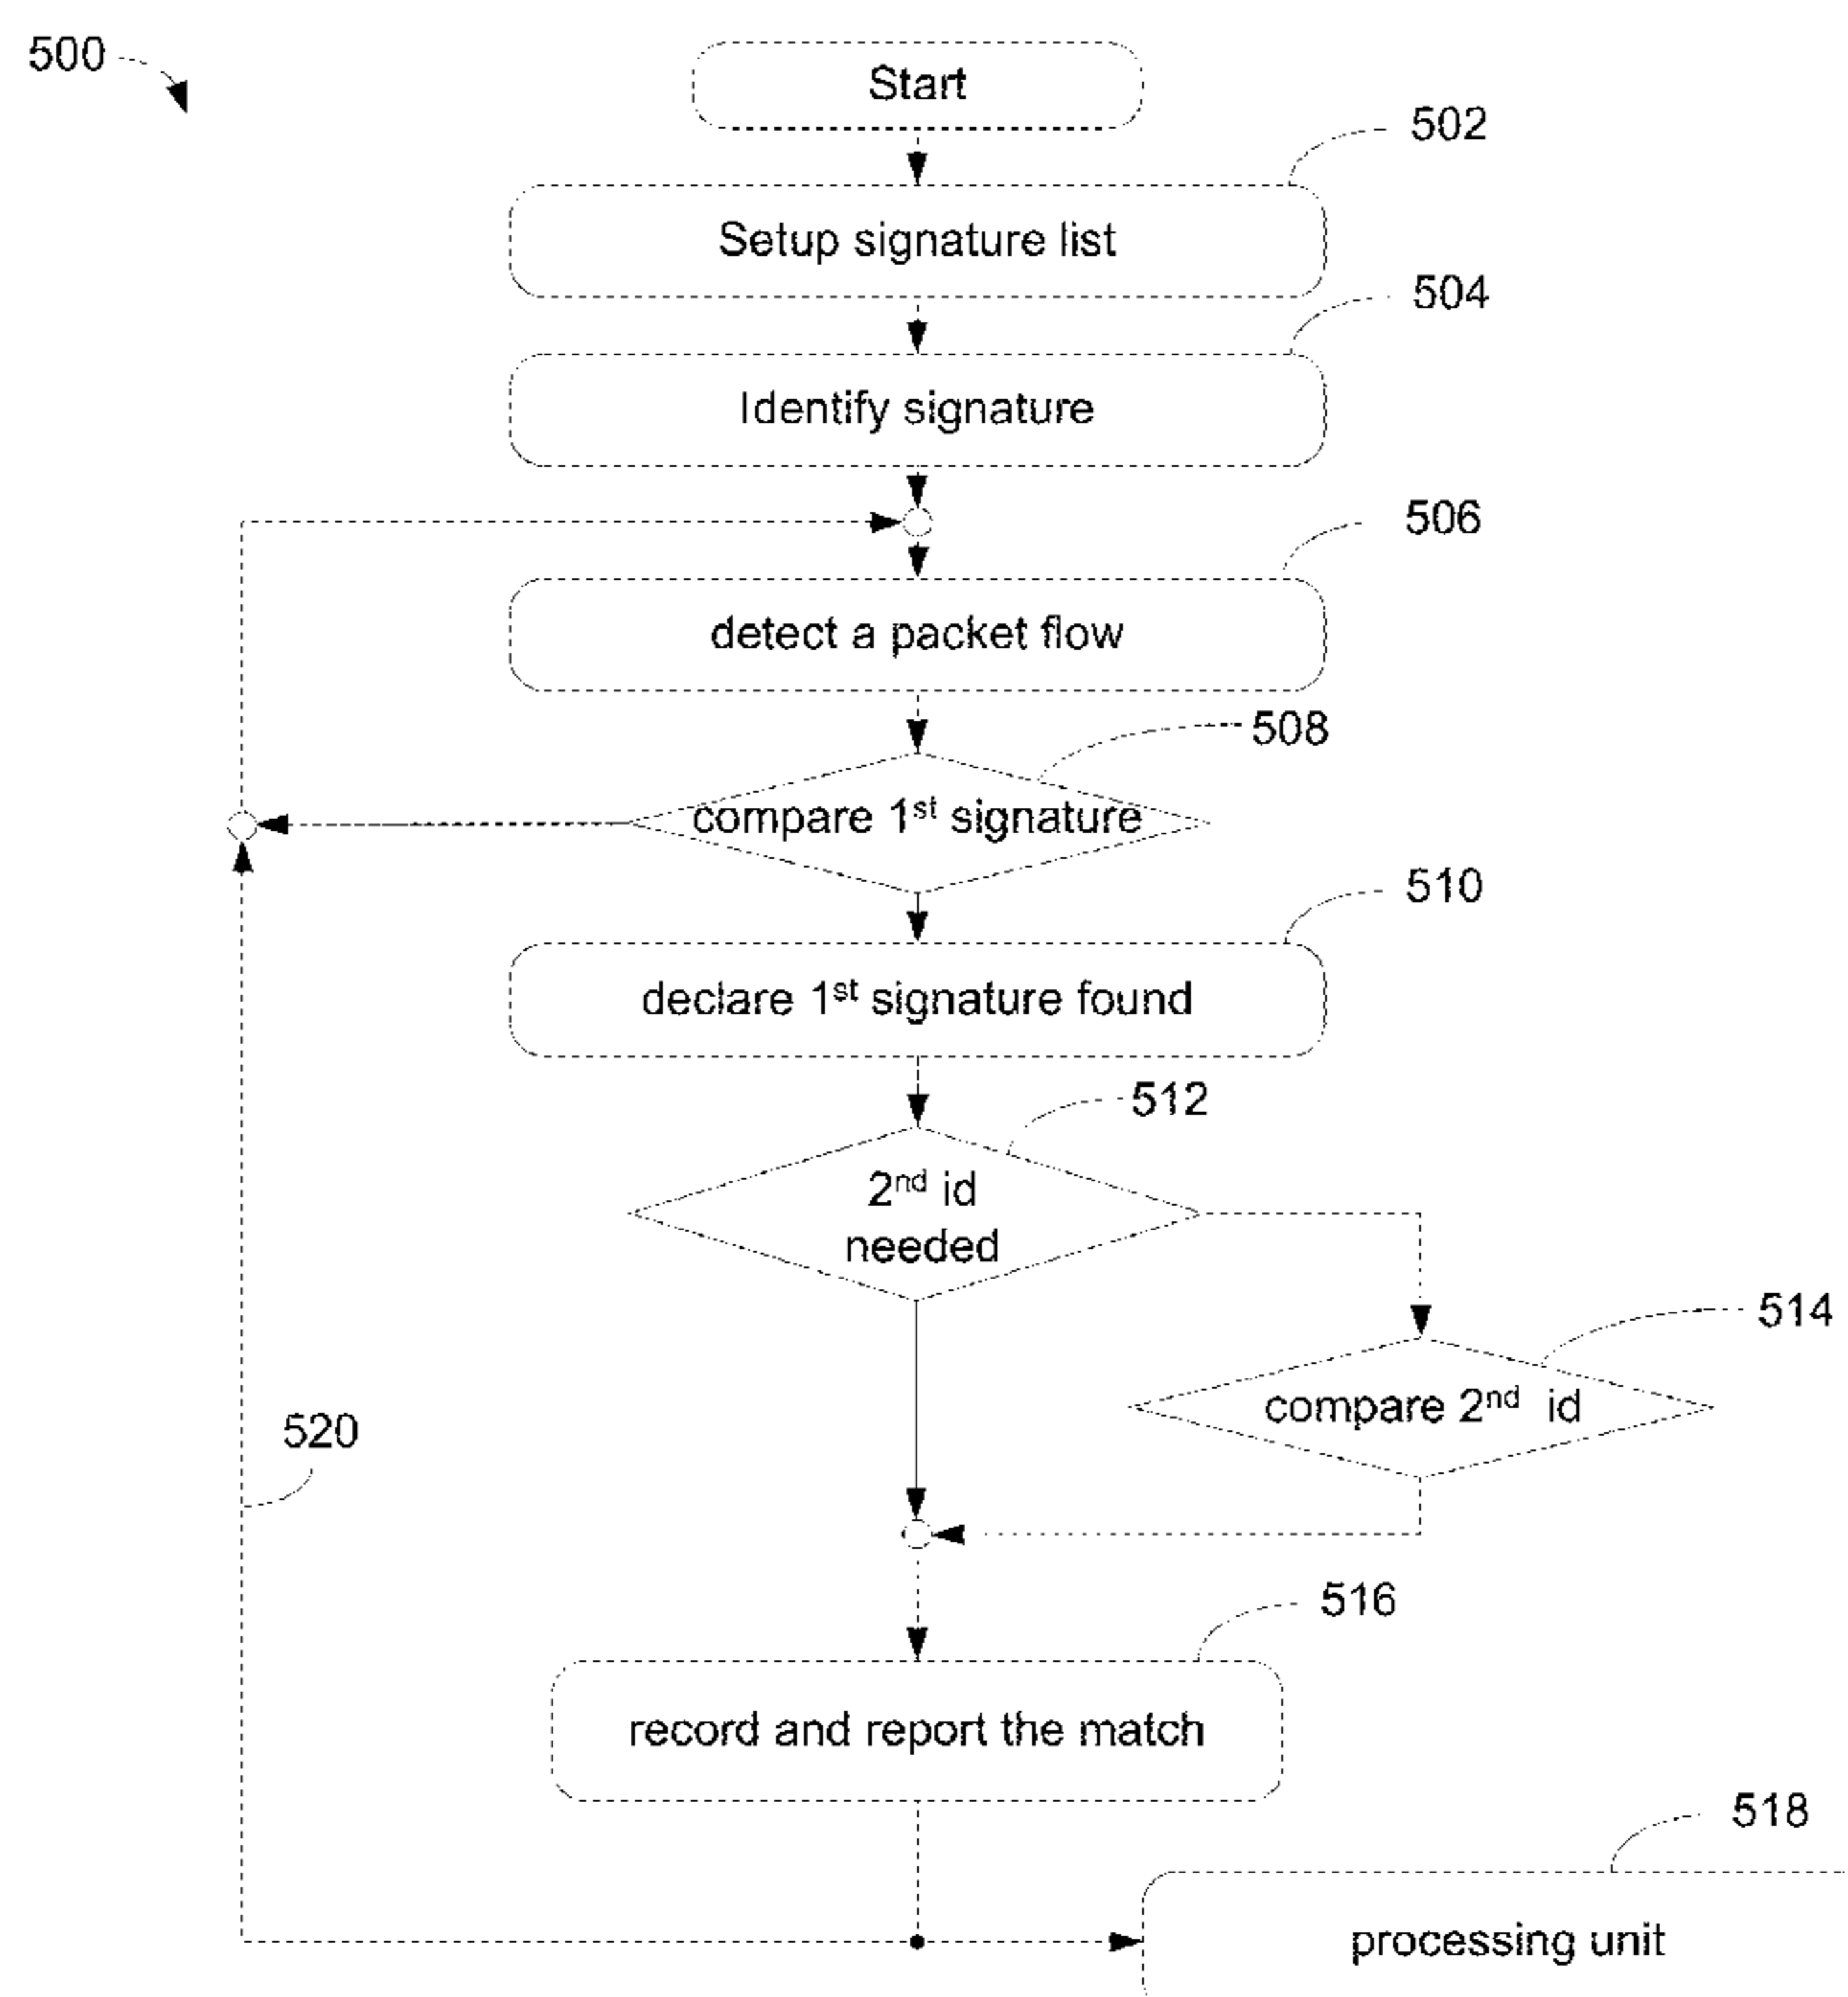 500
Start
502
Setup signature list
504
Identify signature
506
detect a packet flow
508
compare 1st signature
510
declare 1st signature found
512
2nd id
needed
514
compare 2nd id
520
516
record and report the match
518
processing unit